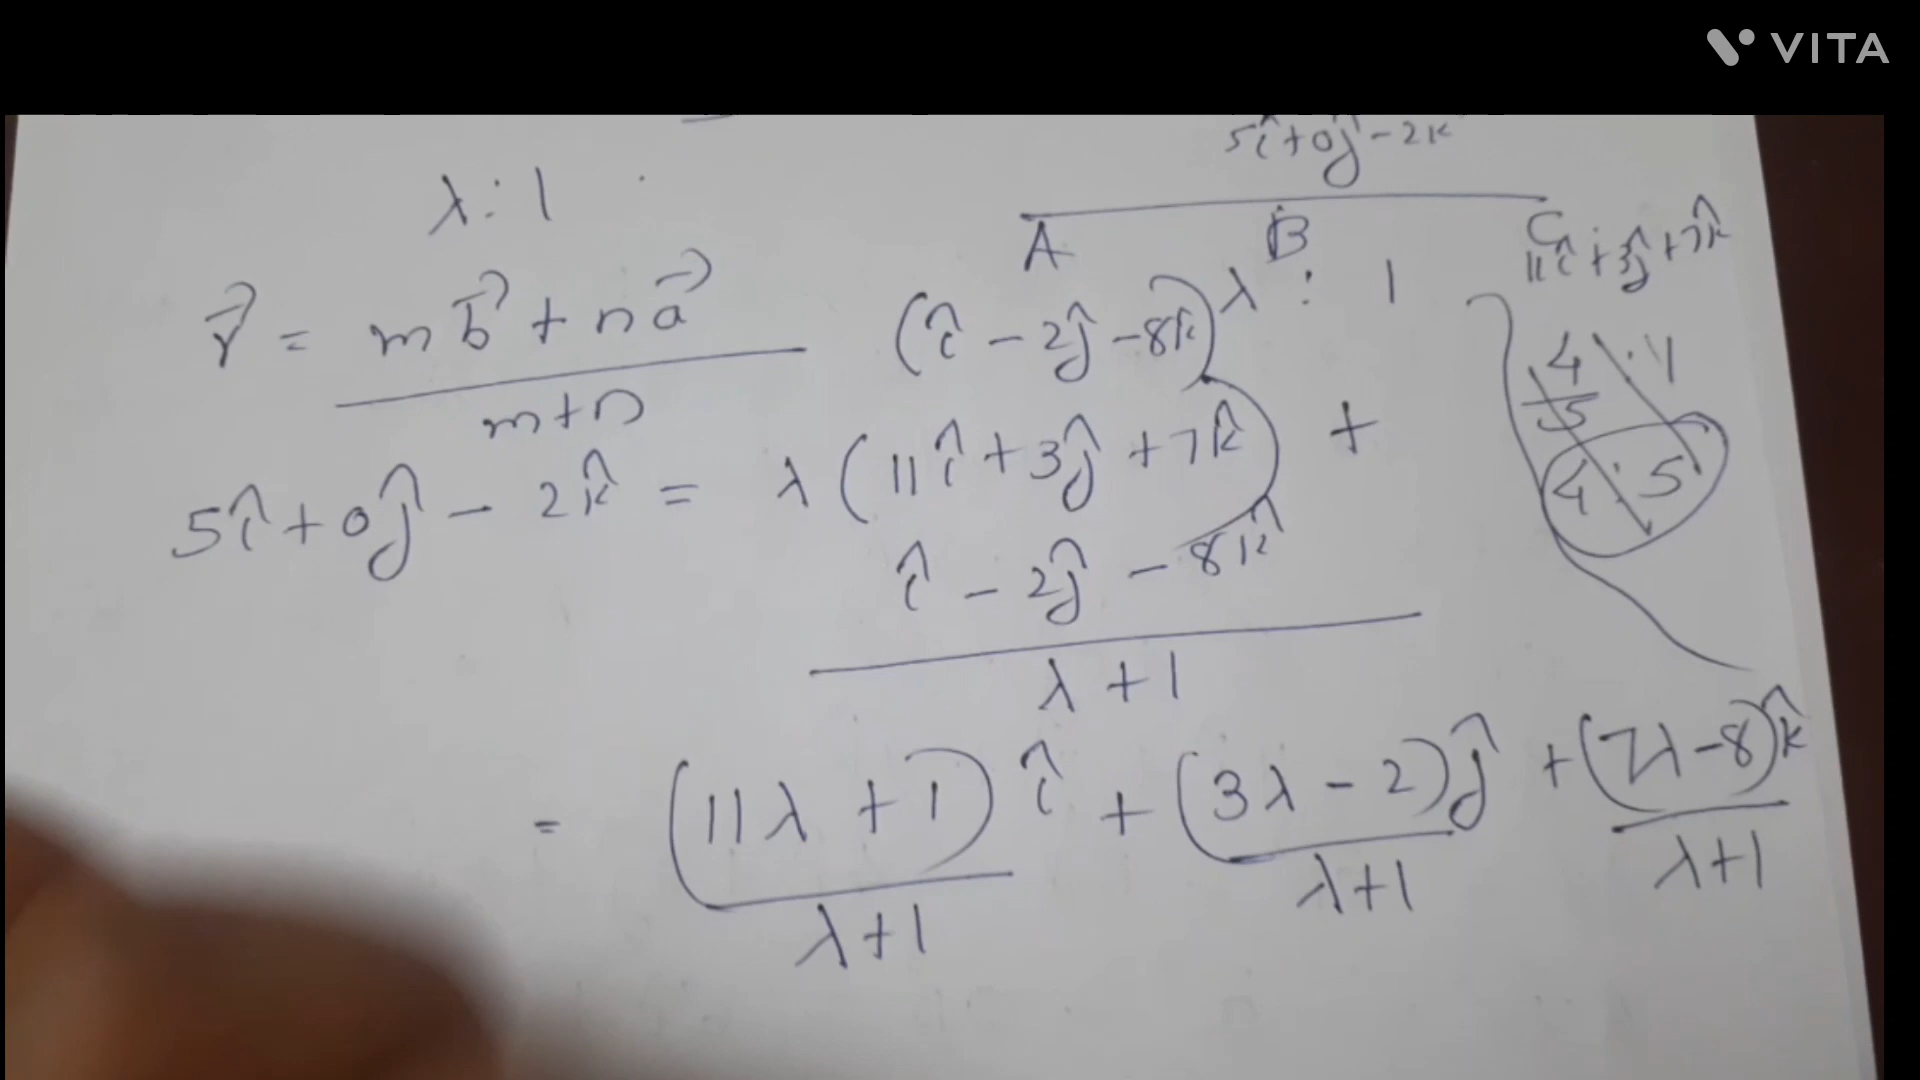 VITA
5î + 0ĵ - 2k
λ : 1
A B C
11î + 3ĵ + 7k̂
r⃗ = mb⃗ + na⃗
m+n
(î - 2ĵ - 8k̂) λ : 1
4/5 : 1
4 : 5
5î + 0ĵ - 2k̂ = λ (11î + 3ĵ + 7k̂) +
î - 2ĵ - 8k̂
λ + 1
= (11λ + 1) î + (3λ - 2) ĵ + (7λ - 8) k̂
λ+1 λ+1 λ+1